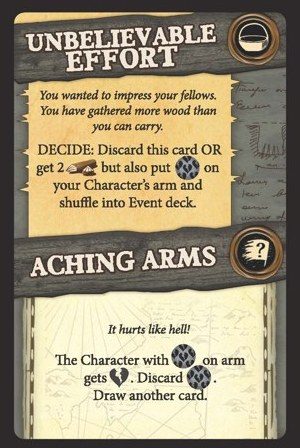 UNBELIEVABLE
EFFORT
You wanted to impress your fellows.
You have gathered more wood than
you can carry.
DECIDE: Discard this card OR
get 2 but also put on
your Character's arm and
shuffle into Event deck.
ACHING ARMS
?
It hurts like hell!
The Character with on arm
gets . Discard .
Draw another card.